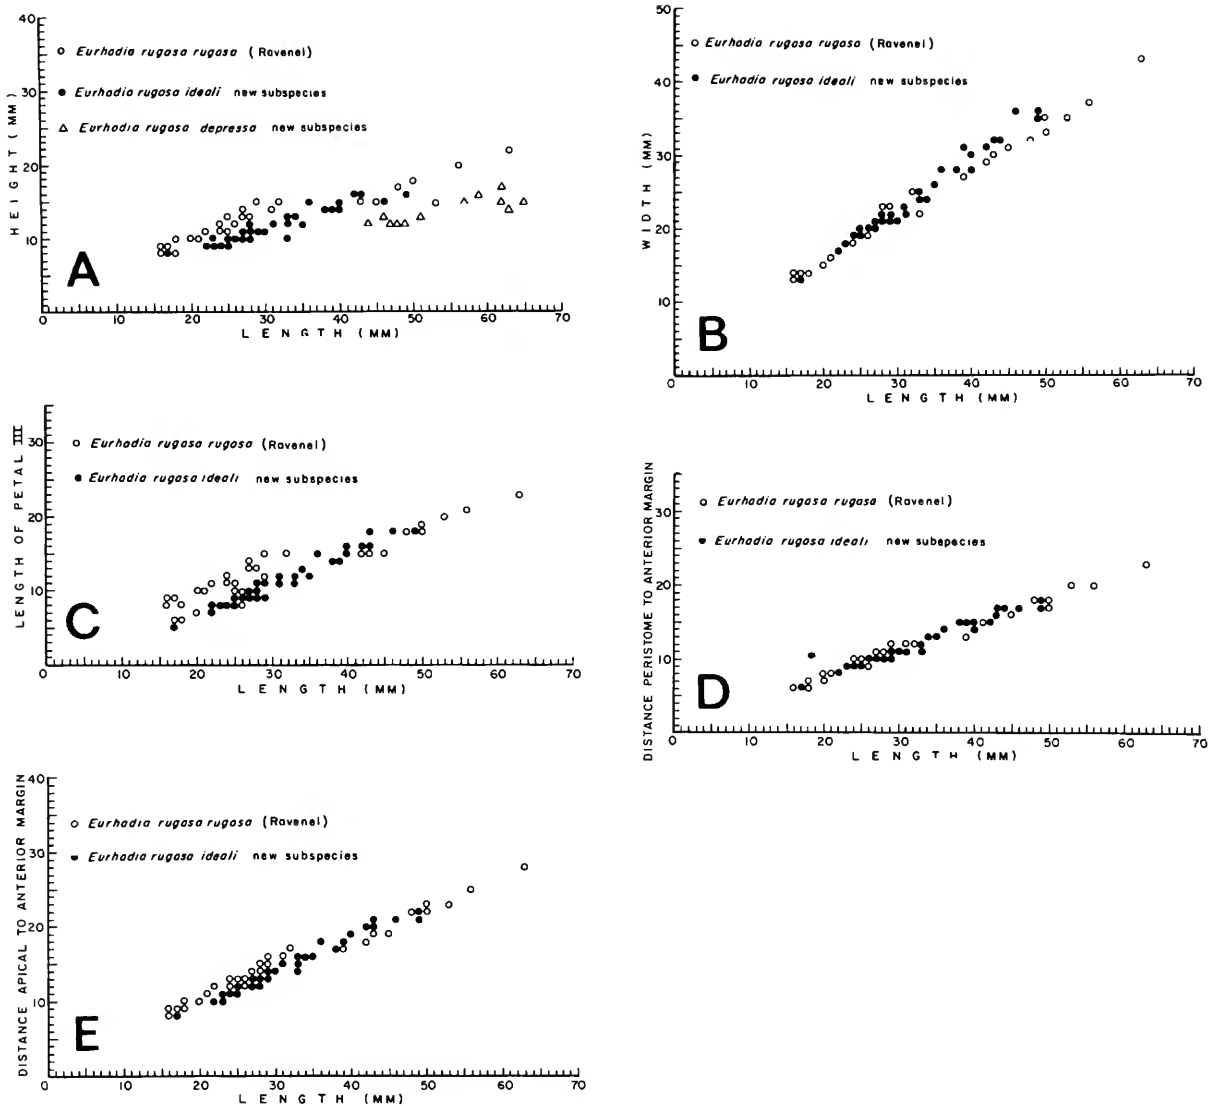 40
30
20
10
HEIGHT (MM)
○ Eurhodia rugosa rugosa (Ravenel)
● Eurhodia rugosa ideali new subspecies
△ Eurhodia rugosa depressa new subspecies
A
0 10 20 30 40 50 60 70
LENGTH (MM)
50
40
30
20
10
WIDTH (MM)
○ Eurhodia rugosa rugosa (Ravenel)
● Eurhodia rugosa ideali new subspecies
B
0 10 20 30 40 50 60 70
LENGTH (MM)
30
20
10
LENGTH OF PETAL III
○ Eurhodia rugosa rugosa (Ravenel)
● Eurhodia rugosa ideali new subspecies
C
0 10 20 30 40 50 60 70
LENGTH (MM)
30
20
10
DISTANCE PERISTOME TO ANTERIOR MARGIN
○ Eurhodia rugosa rugosa (Ravenel)
● Eurhodia rugosa ideali new subspecies
D
0 10 20 30 40 50 60 70
LENGTH (MM)
40
30
20
10
DISTANCE APICAL TO ANTERIOR MARGIN
○ Eurhodia rugosa rugosa (Ravenel)
● Eurhodia rugosa ideali new subspecies
E
0 10 20 30 40 50 60 70
LENGTH (MM)